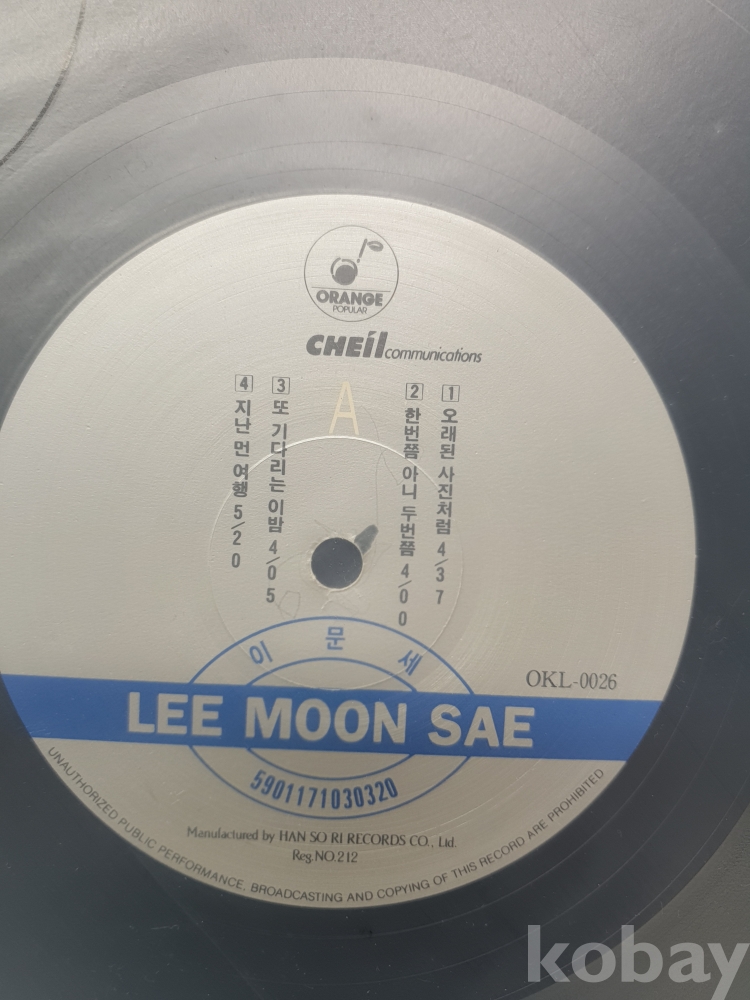 ORANGE
POPULAR
CHEil communications
A
1 오래된 사진처럼 4/37
2 한번쯤 아니 두번쯤 4/00
3 또 기다리는 이밤 4/05
4 지난 먼 여행 5/20
이문세
OKL-0026
LEE MOON SAE
5901171030320
Manufactured by HAN SO RI RECORDS CO., Ltd.
Reg.NO.212
UNAUTHORIZED PUBLIC PERFORMANCE, BROADCASTING AND COPYING OF THIS RECORD ARE PROHIBITED
kobay